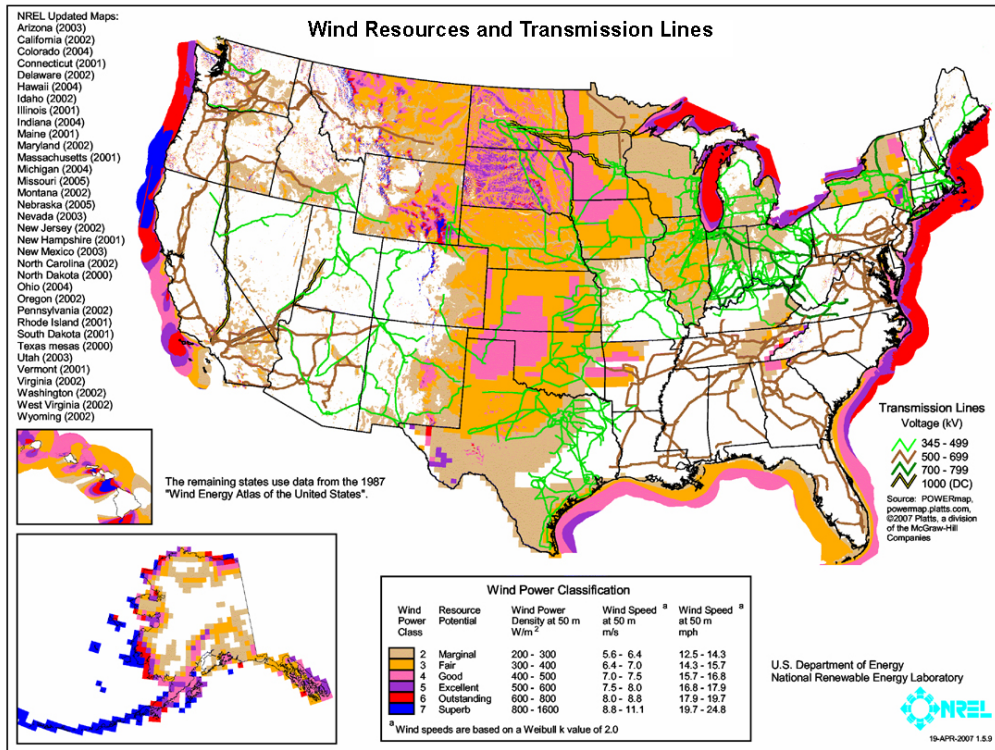 Wind Resources and Transmission Lines
NREL Updated Maps:
Arizona (2003)
California (2002)
Colorado (2004)
Connecticut (2001)
Delaware (2002)
Hawaii (2004)
Idaho (2002)
Illinois (2001)
Indiana (2004)
Maine (2001)
Maryland (2002)
Massachusetts (2001)
Michigan (2004)
Missouri (2005)
Montana (2002)
Nebraska (2005)
Nevada (2003)
New Jersey (2002)
New Hampshire (2001)
New Mexico (2003)
North Carolina (2002)
North Dakota (2000)
Ohio (2004)
Oregon (2002)
Pennsylvania (2002)
Rhode Island (2001)
South Dakota (2001)
Texas mesas (2000)
Utah (2003)
Vermont (2001)
Virginia (2002)
Washington (2002)
West Virginia (2002)
Wyoming (2002)
The remaining states use data from the 1987
"Wind Energy Atlas of the United States".
Transmission Lines
Voltage (kV)
345 - 499
500 - 699
700 - 799
1000 (DC)
Source: POWERmap,
powermap.platts.com,
©2007 Platts, a division
of the McGraw-Hill
Companies
Wind Power Classification
Wind Resource Wind Power Wind Speed a Wind Speed a
Power Potential Density at 50 m at 50 m at 50 m
Class W/m2 m/s mph
2 Marginal 200 - 300 5.6 - 6.4 12.5 - 14.3
3 Fair 300 - 400 6.4 - 7.0 14.3 - 15.7
4 Good 400 - 500 7.0 - 7.5 15.7 - 16.8
5 Excellent 500 - 600 7.5 - 8.0 16.8 - 17.9
6 Outstanding 600 - 800 8.0 - 8.8 17.9 - 19.7
7 Superb 800 - 1600 8.8 - 11.1 19.7 - 24.8
a Wind speeds are based on a Weibull k value of 2.0
U.S. Department of Energy
National Renewable Energy Laboratory
NREL
19-APR-2007 1.5.9